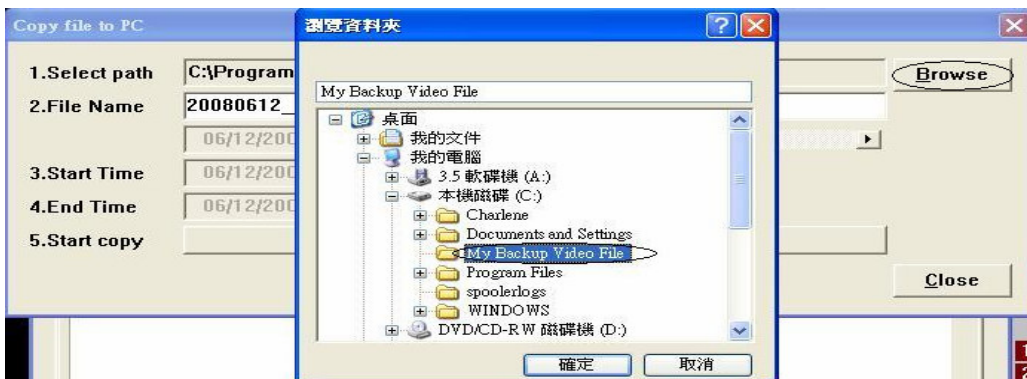 Copy file to PC
1.Select path
C:\Program
Browse
2.File Name
20080612_
06/12/200
3.Start Time
06/12/200
4.End Time
06/12/200
5.Start copy
Close
瀏覽資料夾
My Backup Video File
桌面
我的文件
我的電腦
3.5 軟碟機 (A:)
本機磁碟 (C:)
Charlene
Documents and Settings
My Backup Video File
Program Files
spoolerlogs
WINDOWS
DVD/CD-RW 磁碟機 (D:)
確定
取消
1
2